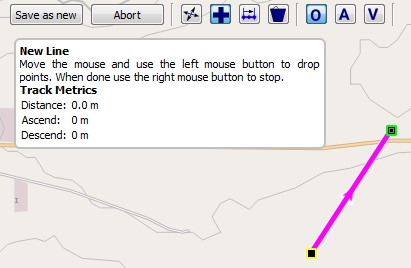 Save as new Abort O A V
New Line
Move the mouse and use the left mouse button to drop
points. When done use the right mouse button to stop.
Track Metrics
Distance: 0.0 m
Ascend: 0 m
Descend: 0 m